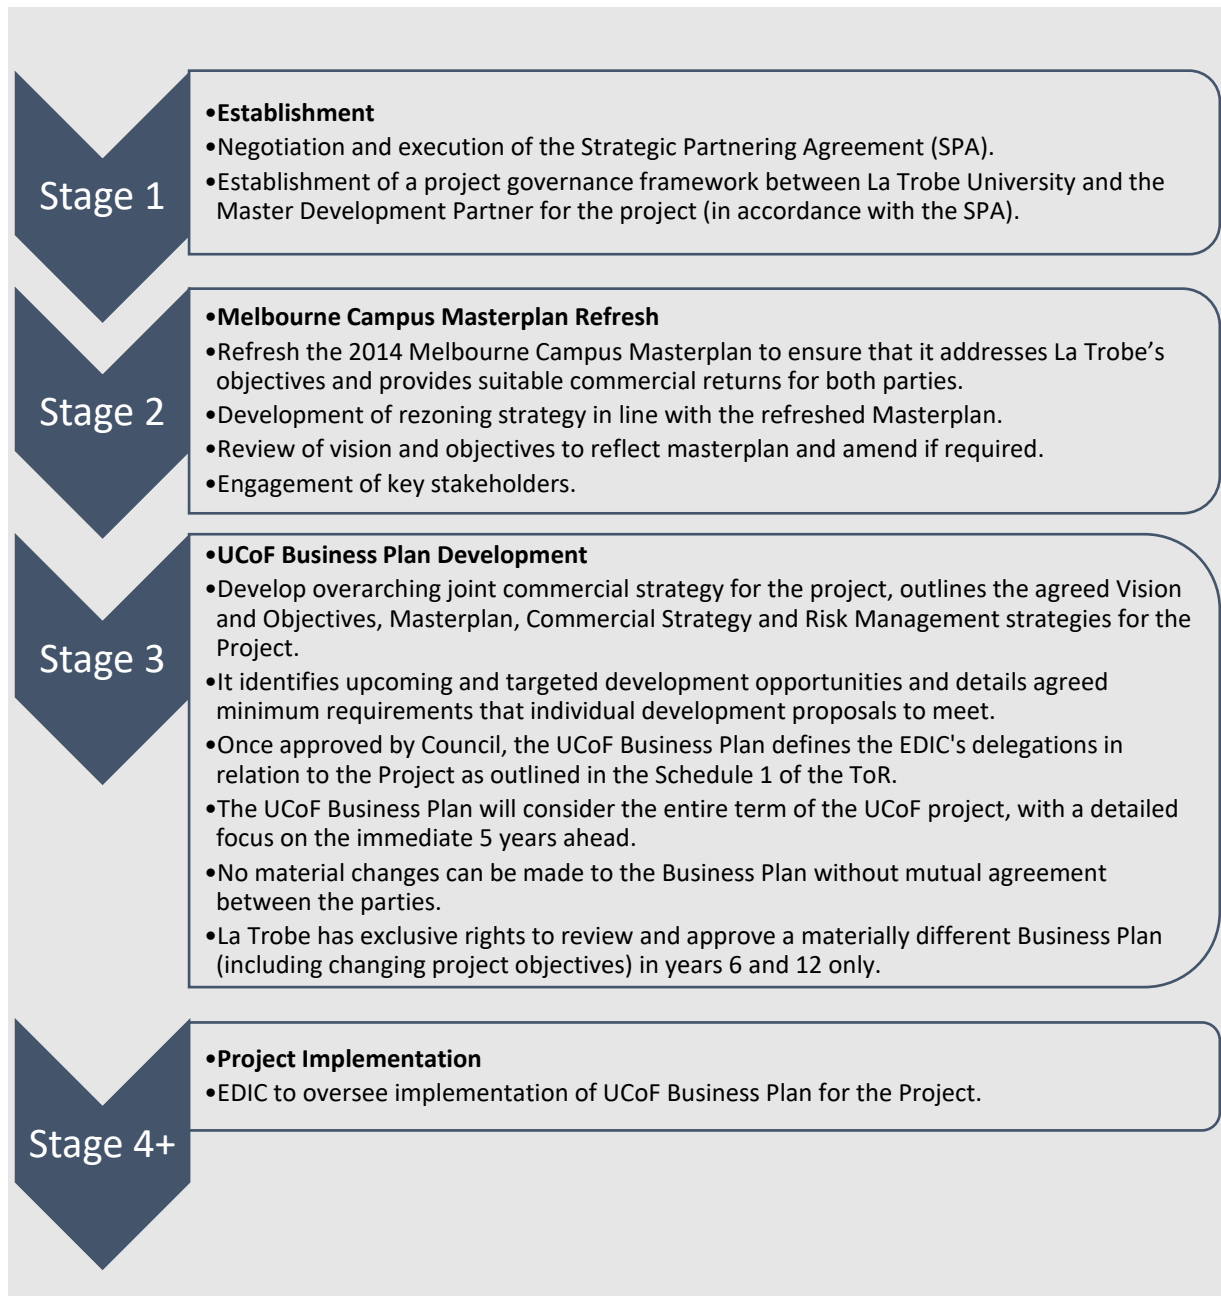 Stage 1
•Establishment
•Negotiation and execution of the Strategic Partnering Agreement (SPA).
•Establishment of a project governance framework between La Trobe University and the
Master Development Partner for the project (in accordance with the SPA).
Stage 2
•Melbourne Campus Masterplan Refresh
•Refresh the 2014 Melbourne Campus Masterplan to ensure that it addresses La Trobe’s
objectives and provides suitable commercial returns for both parties.
•Development of rezoning strategy in line with the refreshed Masterplan.
•Review of vision and objectives to reflect masterplan and amend if required.
•Engagement of key stakeholders.
Stage 3
•UCoF Business Plan Development
•Develop overarching joint commercial strategy for the project, outlines the agreed Vision
and Objectives, Masterplan, Commercial Strategy and Risk Management strategies for the
Project.
•It identifies upcoming and targeted development opportunities and details agreed
minimum requirements that individual development proposals to meet.
•Once approved by Council, the UCoF Business Plan defines the EDIC's delegations in
relation to the Project as outlined in the Schedule 1 of the ToR.
•The UCoF Business Plan will consider the entire term of the UCoF project, with a detailed
focus on the immediate 5 years ahead.
•No material changes can be made to the Business Plan without mutual agreement
between the parties.
•La Trobe has exclusive rights to review and approve a materially different Business Plan
(including changing project objectives) in years 6 and 12 only.
Stage 4+
•Project Implementation
•EDIC to oversee implementation of UCoF Business Plan for the Project.